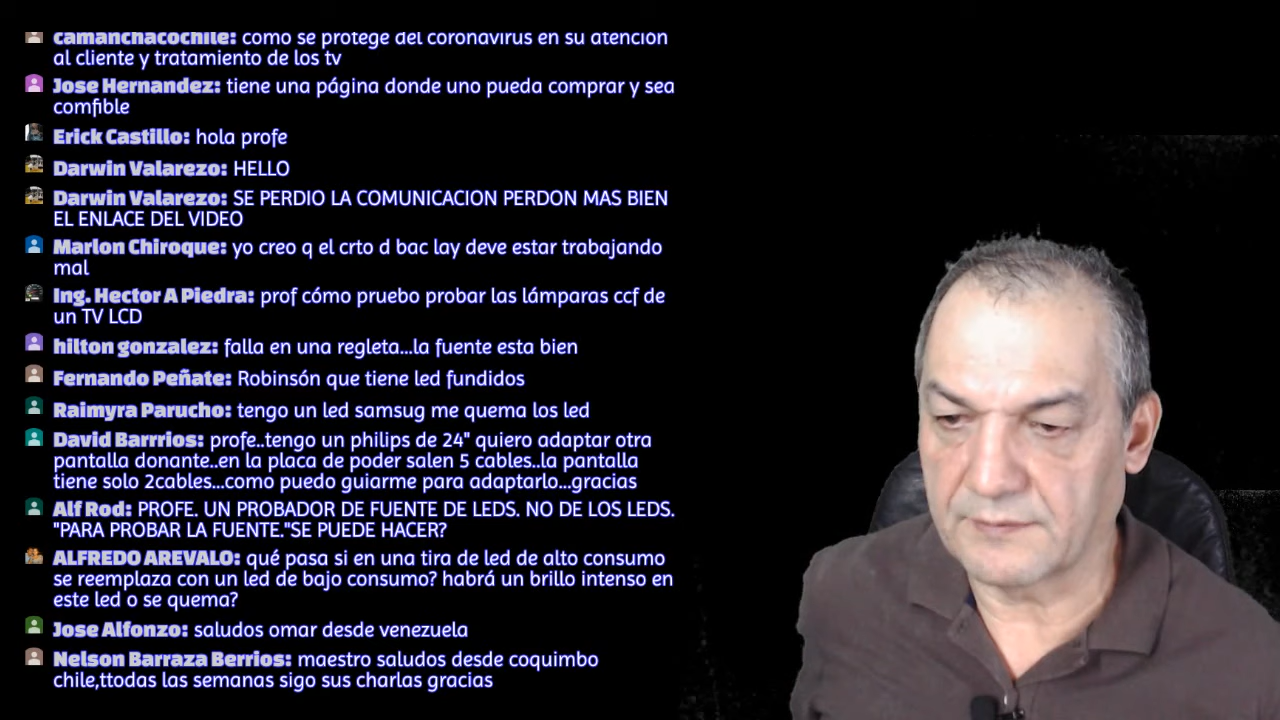 camanchacochile: como se protege del coronavirus en su atencion
al cliente y tratamiento de los tv
Jose Hernandez: tiene una página donde uno pueda comprar y sea
comfible
Erick Castillo: hola profe
Darwin Valarezo: HELLO
Darwin Valarezo: SE PERDIO LA COMUNICACION PERDON MAS BIEN
EL ENLACE DEL VIDEO
Marlon Chiroque: yo creo q el crto d bac lay deve estar trabajando
mal
Ing. Hector A Piedra: prof cómo pruebo probar las lámparas ccf de
un TV LCD
hilton gonzalez: falla en una regleta...la fuente esta bien
Fernando Peñate: Robinsón que tiene led fundidos
Raimyra Parucho: tengo un led samsug me quema los led
David Barrrios: profe..tengo un philips de 24" quiero adaptar otra
pantalla donante..en la placa de poder salen 5 cables..la pantalla
tiene solo 2cables...como puedo guiarme para adaptarlo...gracias
Alf Rod: PROFE. UN PROBADOR DE FUENTE DE LEDS. NO DE LOS LEDS.
"PARA PROBAR LA FUENTE."SE PUEDE HACER?
ALFREDO AREVALO: qué pasa si en una tira de led de alto consumo
se reemplaza con un led de bajo consumo? habrá un brillo intenso en
este led o se quema?
Jose Alfonzo: saludos omar desde venezuela
Nelson Barraza Berrios: maestro saludos desde coquimbo
chile,ttodas las semanas sigo sus charlas gracias